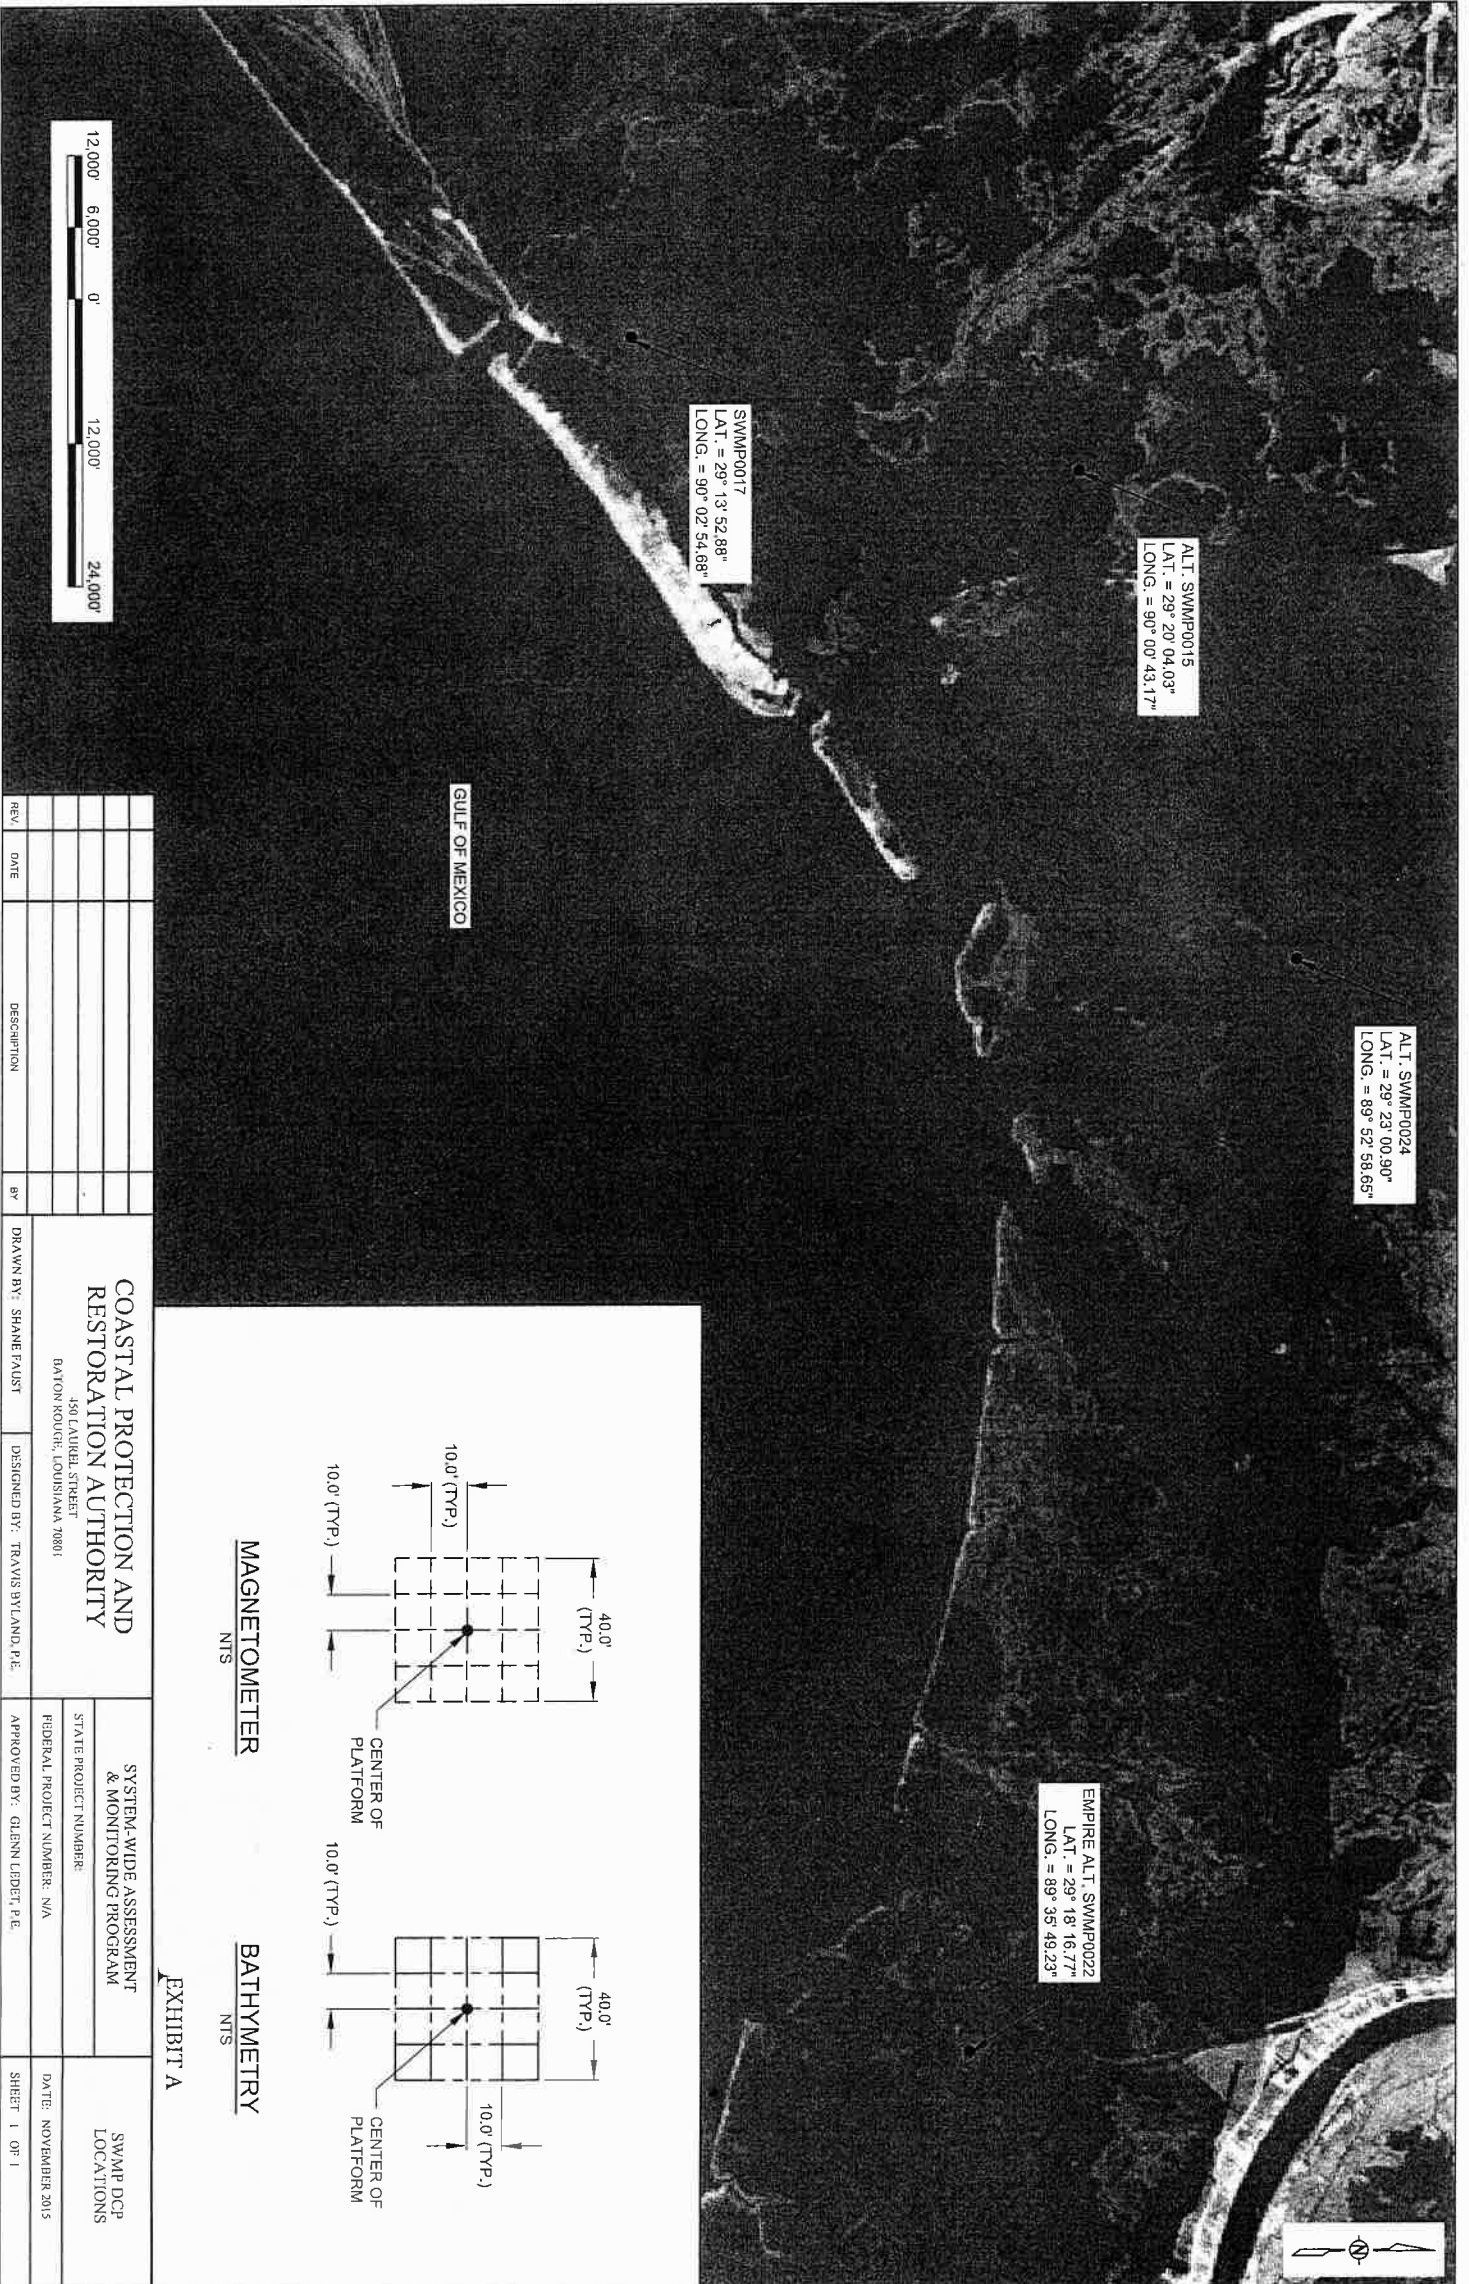 ALT. SWMP0024
LAT. = 29° 23' 00.90"
LONG. = 89° 52' 58.65"
ALT. SWMP0015
LAT. = 29° 20' 04.03"
LONG. = 90° 00' 43.17"
EMPIRE ALT. SWMP0022
LAT. = 29° 18' 16.77"
LONG. = 89° 35' 49.23"
SWMP0017
LAT. = 29° 13' 52.88"
LONG. = 90° 02' 54.68"
GULF OF MEXICO
N
12,000' 6,000' 0' 12,000' 24,000'
40.0'
(TYP.)
10.0' (TYP.)
10.0' (TYP.)
CENTER OF
PLATFORM
MAGNETOMETER
NTS
40.0'
(TYP.)
10.0' (TYP.)
10.0' (TYP.)
CENTER OF
PLATFORM
BATHYMETRY
NTS
EXHIBIT A
REV. DATE DESCRIPTION BY
COASTAL PROTECTION AND
RESTORATION AUTHORITY
450 LAUREL STREET
BATON ROUGE, LOUISIANA 70801
DRAWN BY: SHANE FAUST
DESIGNED BY: TRAVIS BYLAND, P.E.
SYSTEM-WIDE ASSESSMENT
& MONITORING PROGRAM
STATE PROJECT NUMBER:
FEDERAL PROJECT NUMBER: N/A
APPROVED BY: GLENN LEDET, P.E.
SWMP DCP
LOCATIONS
DATE: NOVEMBER 2015
SHEET 1 OF 1